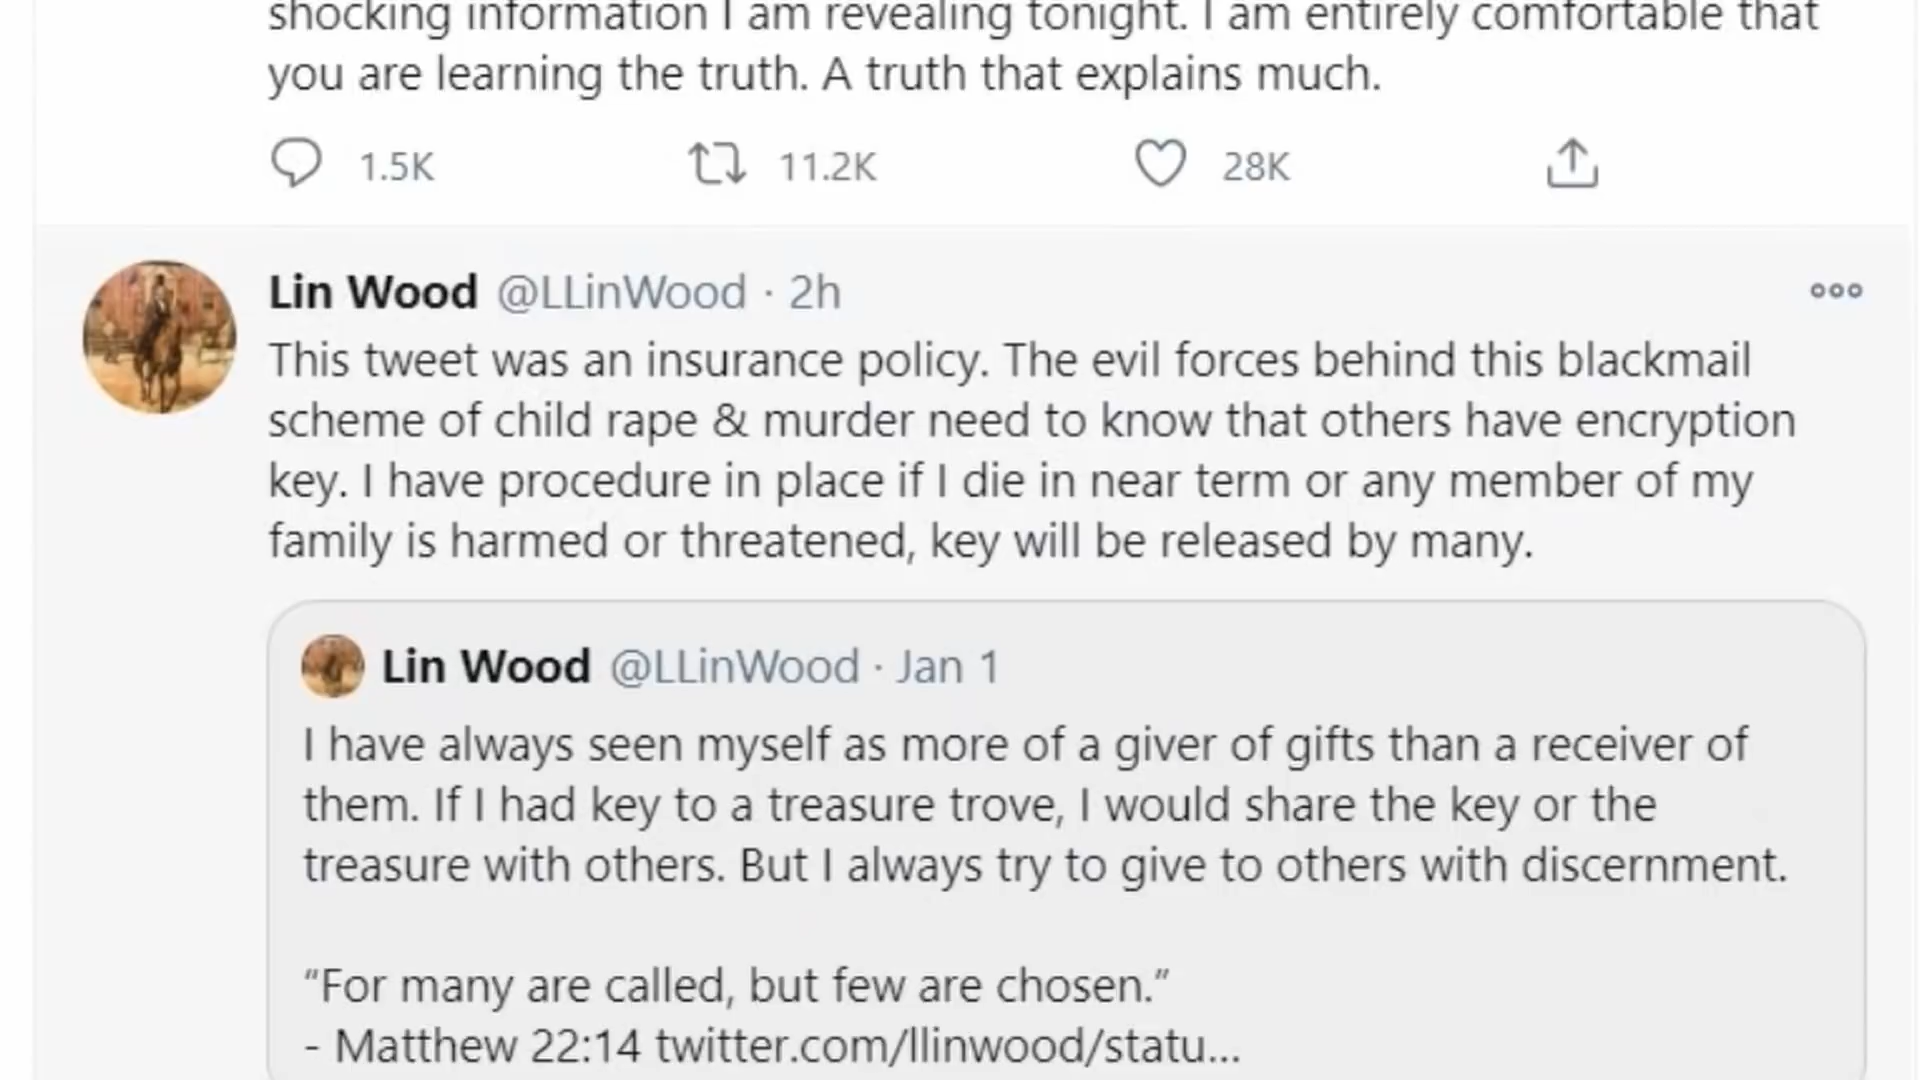 shocking information I am revealing tonight. I am entirely comfortable that
you are learning the truth. A truth that explains much.
1.5K 11.2K 28K
Lin Wood @LLinWood · 2h
This tweet was an insurance policy. The evil forces behind this blackmail
scheme of child rape & murder need to know that others have encryption
key. I have procedure in place if I die in near term or any member of my
family is harmed or threatened, key will be released by many.
Lin Wood @LLinWood · Jan 1
I have always seen myself as more of a giver of gifts than a receiver of
them. If I had key to a treasure trove, I would share the key or the
treasure with others. But I always try to give to others with discernment.
“For many are called, but few are chosen.”
- Matthew 22:14 twitter.com/llinwood/statu...